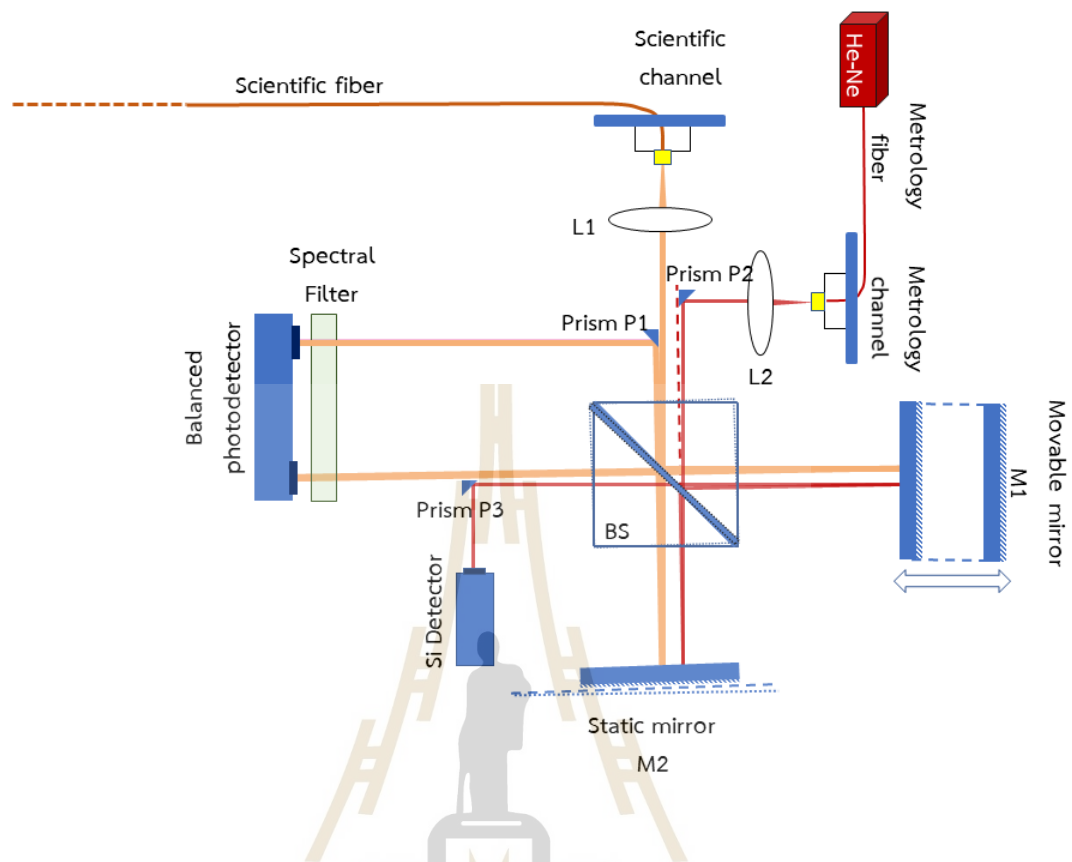 Scientific
channel
He-Ne
Scientific fiber
Metrology
fiber
L1
Spectral
Filter
Prism P2
Metrology
channel
Prism P1
L2
Balanced
photodetector
Movable mirror
M1
Prism P3
BS
Si Detector
Static mirror
M2